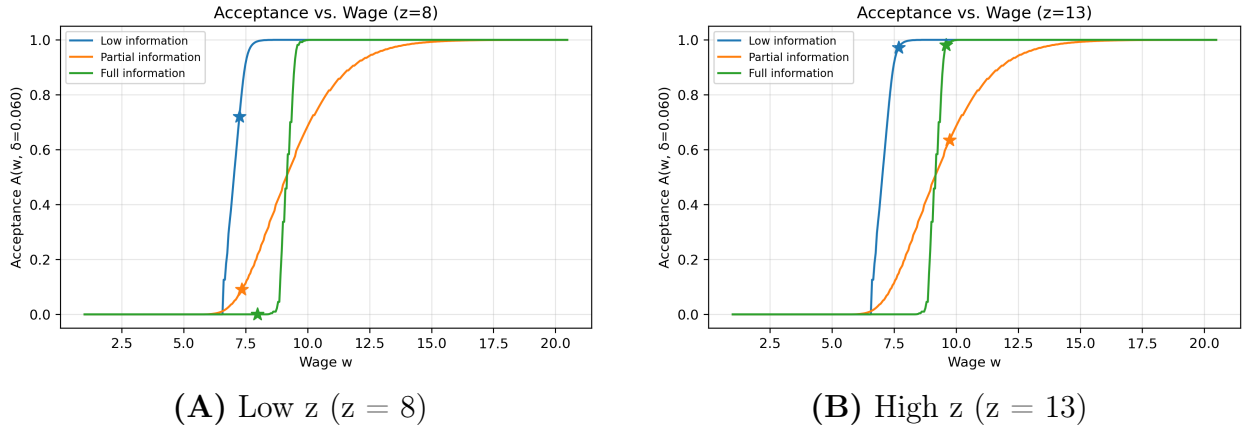 Acceptance vs. Wage (z=8)
Acceptance A(w, δ=0.060)
1.0
0.8
0.6
0.4
0.2
0.0
Low information
Partial information
Full information
2.5 5.0 7.5 10.0 12.5 15.0 17.5 20.0
Wage w
(A) Low z (z = 8)
Acceptance vs. Wage (z=13)
Acceptance A(w, δ=0.060)
1.0
0.8
0.6
0.4
0.2
0.0
Low information
Partial information
Full information
2.5 5.0 7.5 10.0 12.5 15.0 17.5 20.0
Wage w
(B) High z (z = 13)